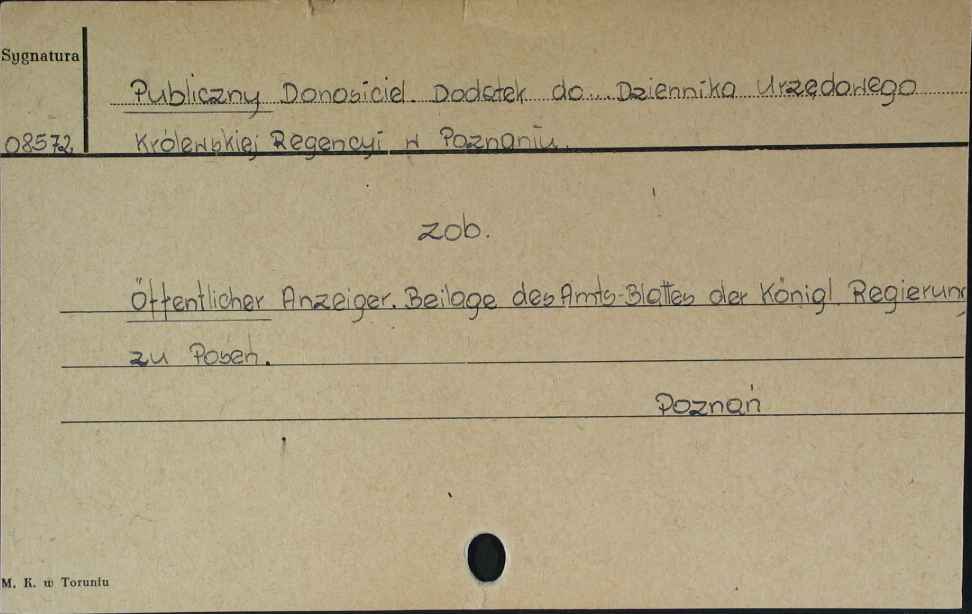 Sygnatura
Publiczny Donosiciel. Dodatek do... Dziennika Urzędowego
08572 Królewskiej Regencyi w Poznaniu.
zob.
Öffentlicher Anzeiger. Beilage des Amts-Blattes der Königl. Regierung
zu Posen.
Poznań
M. K. w Toruniu